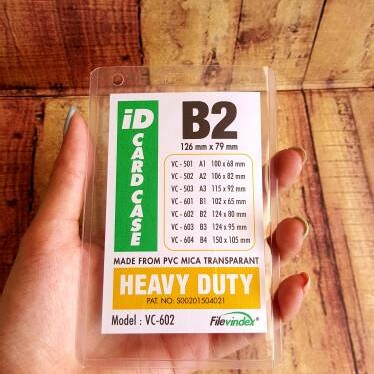 iD
CARD CASE
B2
126 mm x 79 mm
VC - 501 A1 100 x 68 mm
VC - 502 A2 106 x 82 mm
VC - 503 A3 115 x 92 mm
VC - 601 B1 102 x 65 mm
VC - 602 B2 124 x 80 mm
VC - 603 B3 124 x 95 mm
VC - 604 B4 150 x 105 mm
MADE FROM PVC MICA TRANSPARANT
HEAVY DUTY
PAT. NO: S00201504021
Model : VC-602
Filevindex®